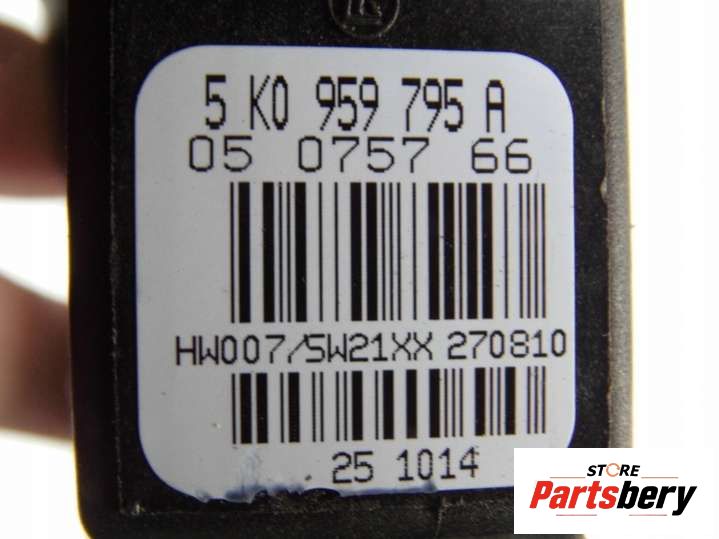 5 K0 959 795 A
05 0757 66
HW007/SW21XX 270810
25 1014
STORE
Partsbery